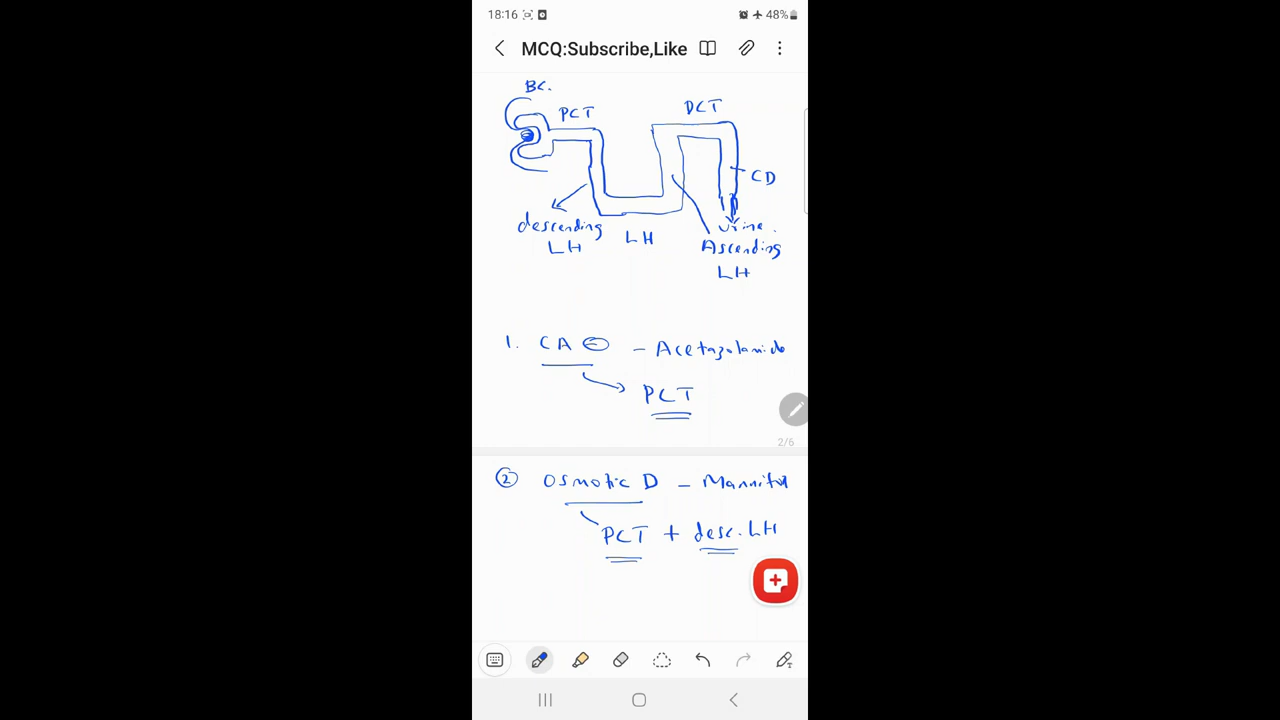 18:16 48%
MCQ:Subscribe,Like
BC.
PCT
DCT
CD
urine.
descending
LH
LH
Ascending
LH
1. CA ⊖ - Acetazolamide
PCT
2/6
② Osmotic D - Mannitol
PCT + desc. LH